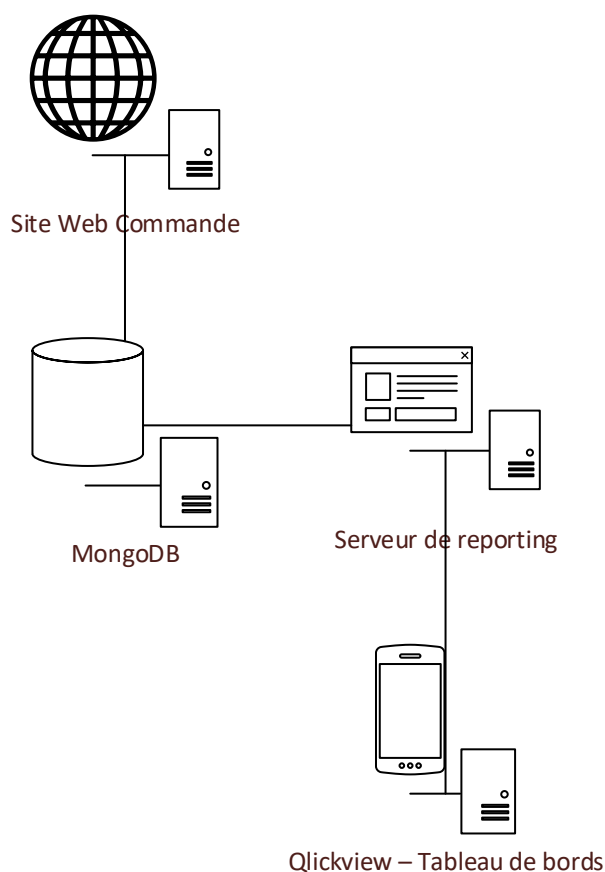 Site Web Commande
MongoDB
Serveur de reporting
Qlickview – Tableau de bords